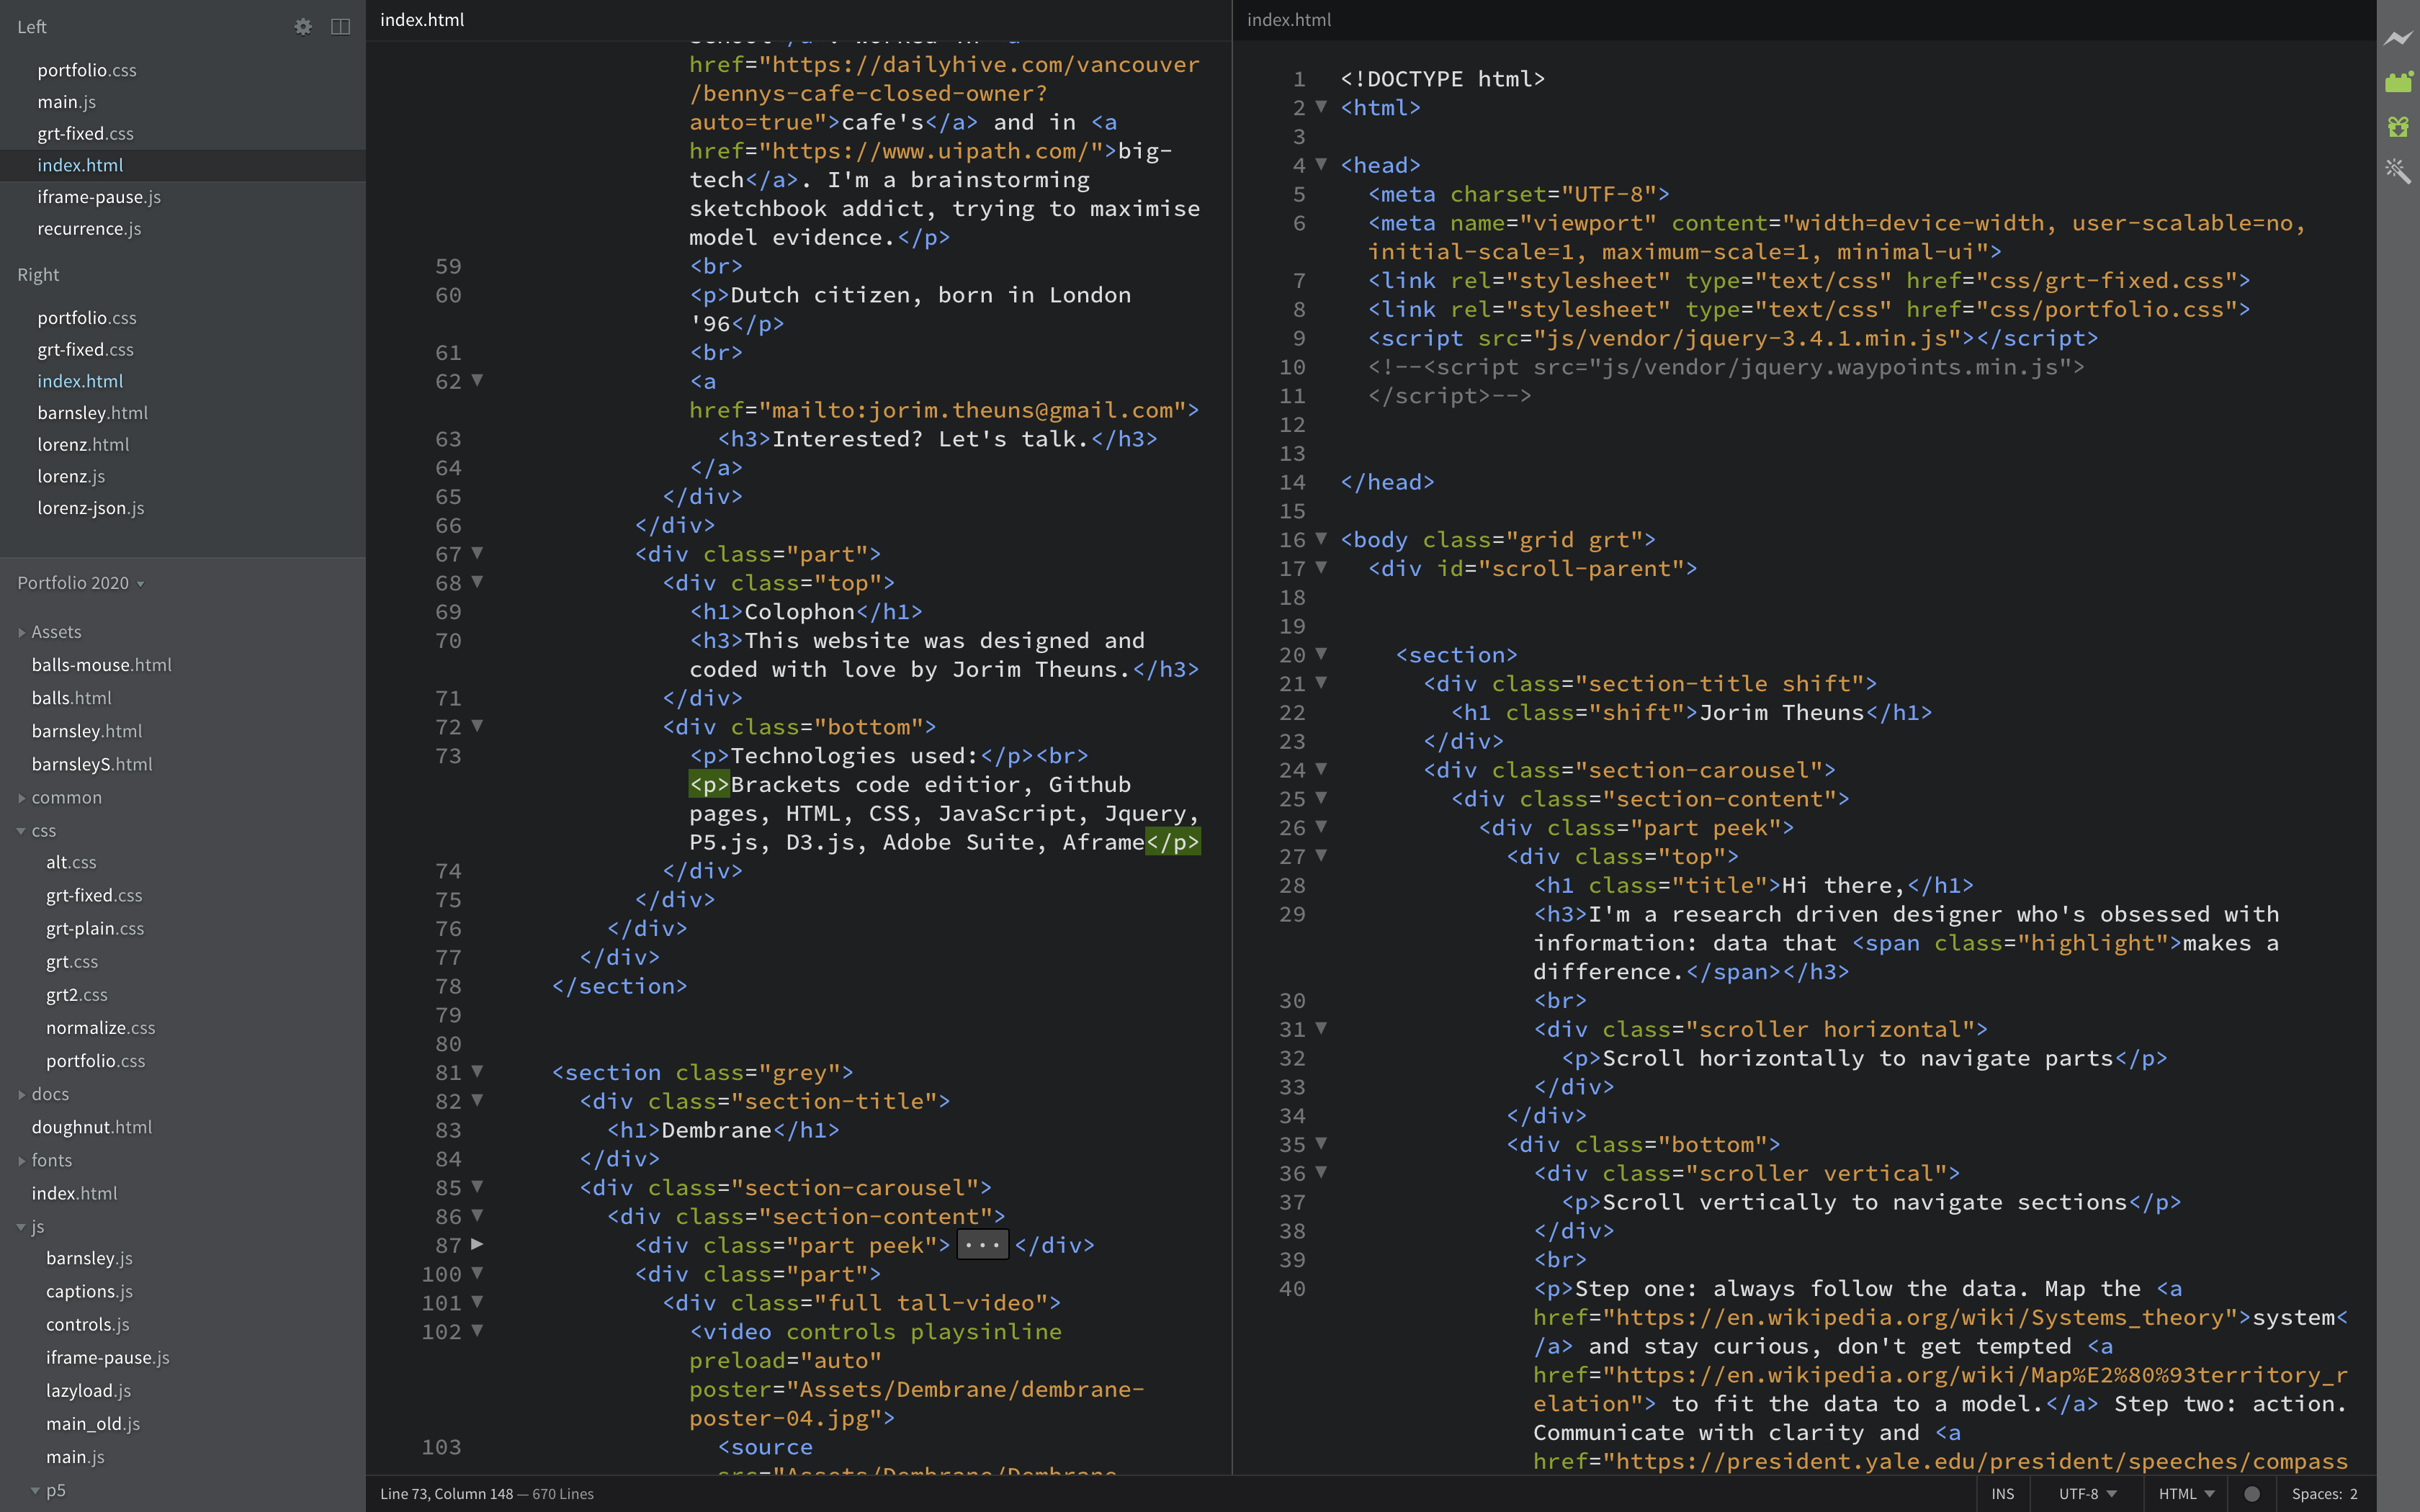 Left
portfolio.css
main.js
grt-fixed.css
index.html
iframe-pause.js
recurrence.js
Right
portfolio.css
grt-fixed.css
index.html
barnsley.html
lorenz.html
lorenz.js
lorenz-json.js
Portfolio 2020
Assets
balls-mouse.html
balls.html
barnsley.html
barnsleyS.html
common
css
alt.css
grt-fixed.css
grt-plain.css
grt.css
grt2.css
normalize.css
portfolio.css
docs
doughnut.html
fonts
index.html
js
barnsley.js
captions.js
controls.js
iframe-pause.js
lazyload.js
main_old.js
main.js
p5
index.html
href="https://dailyhive.com/vancouver
/bennys-cafe-closed-owner?
auto=true">cafe's</a> and in <a
href="https://www.uipath.com/">big-
tech</a>. I'm a brainstorming
sketchbook addict, trying to maximise
model evidence.</p>
59 <br>
60 <p>Dutch citizen, born in London
'96</p>
61 <br>
62 <a
href="mailto:jorim.theuns@gmail.com">
63 <h3>Interested? Let's talk.</h3>
64 </a>
65 </div>
66 </div>
67 <div class="part">
68 <div class="top">
69 <h1>Colophon</h1>
70 <h3>This website was designed and
coded with love by Jorim Theuns.</h3>
71 </div>
72 <div class="bottom">
73 <p>Technologies used:</p><br>
<p>Brackets code editior, Github
pages, HTML, CSS, JavaScript, Jquery,
P5.js, D3.js, Adobe Suite, Aframe</p>
74 </div>
75 </div>
76 </div>
77 </div>
78 </section>
79
80
81 <section class="grey">
82 <div class="section-title">
83 <h1>Dembrane</h1>
84 </div>
85 <div class="section-carousel">
86 <div class="section-content">
87 <div class="part peek"> ... </div>
100 <div class="part">
101 <div class="full tall-video">
102 <video controls playsinline
preload="auto"
poster="Assets/Dembrane/dembrane-
poster-04.jpg">
103 <source
src="Assets/Dembrane/Dembrane
index.html
1 <!DOCTYPE html>
2 <html>
3
4 <head>
5 <meta charset="UTF-8">
6 <meta name="viewport" content="width=device-width, user-scalable=no,
initial-scale=1, maximum-scale=1, minimal-ui">
7 <link rel="stylesheet" type="text/css" href="css/grt-fixed.css">
8 <link rel="stylesheet" type="text/css" href="css/portfolio.css">
9 <script src="js/vendor/jquery-3.4.1.min.js"></script>
10 <!--<script src="js/vendor/jquery.waypoints.min.js">
11 </script>-->
12
13
14 </head>
15
16 <body class="grid grt">
17 <div id="scroll-parent">
18
19
20 <section>
21 <div class="section-title shift">
22 <h1 class="shift">Jorim Theuns</h1>
23 </div>
24 <div class="section-carousel">
25 <div class="section-content">
26 <div class="part peek">
27 <div class="top">
28 <h1 class="title">Hi there,</h1>
29 <h3>I'm a research driven designer who's obsessed with
information: data that <span class="highlight">makes a
difference.</span></h3>
30 <br>
31 <div class="scroller horizontal">
32 <p>Scroll horizontally to navigate parts</p>
33 </div>
34 </div>
35 <div class="bottom">
36 <div class="scroller vertical">
37 <p>Scroll vertically to navigate sections</p>
38 </div>
39 <br>
40 <p>Step one: always follow the data. Map the <a
href="https://en.wikipedia.org/wiki/Systems_theory">system<
/a> and stay curious, don't get tempted <a
href="https://en.wikipedia.org/wiki/Map%E2%80%93territory_r
elation"> to fit the data to a model.</a> Step two: action.
Communicate with clarity and <a
href="https://president.yale.edu/president/speeches/compass
Line 73, Column 148 — 670 Lines
INS
UTF-8
HTML
Spaces: 2